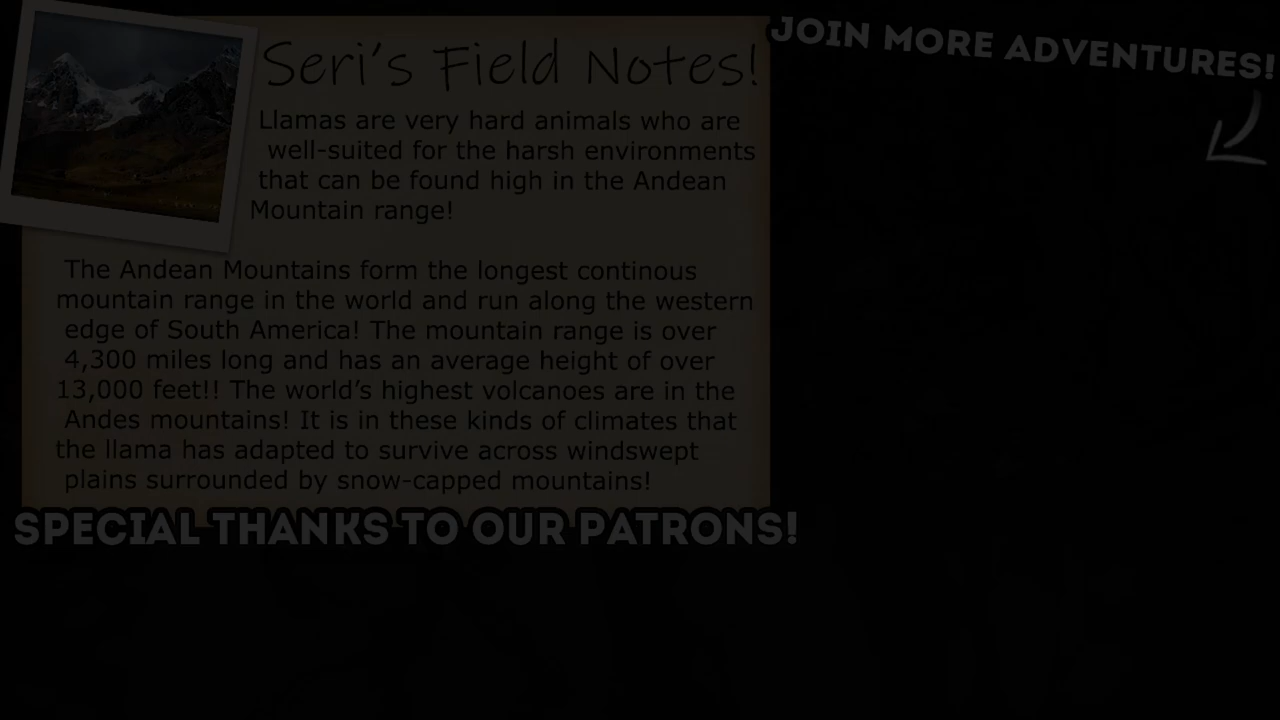 Seri's Field Notes!
JOIN MORE ADVENTURES!
Llamas are very hard animals who are
well-suited for the harsh environments
that can be found high in the Andean
Mountain range!
The Andean Mountains form the longest continous
mountain range in the world and run along the western
edge of South America! The mountain range is over
4,300 miles long and has an average height of over
13,000 feet!! The world's highest volcanoes are in the
Andes mountains! It is in these kinds of climates that
the llama has adapted to survive across windswept
plains surrounded by snow-capped mountains!
SPECIAL THANKS TO OUR PATRONS!